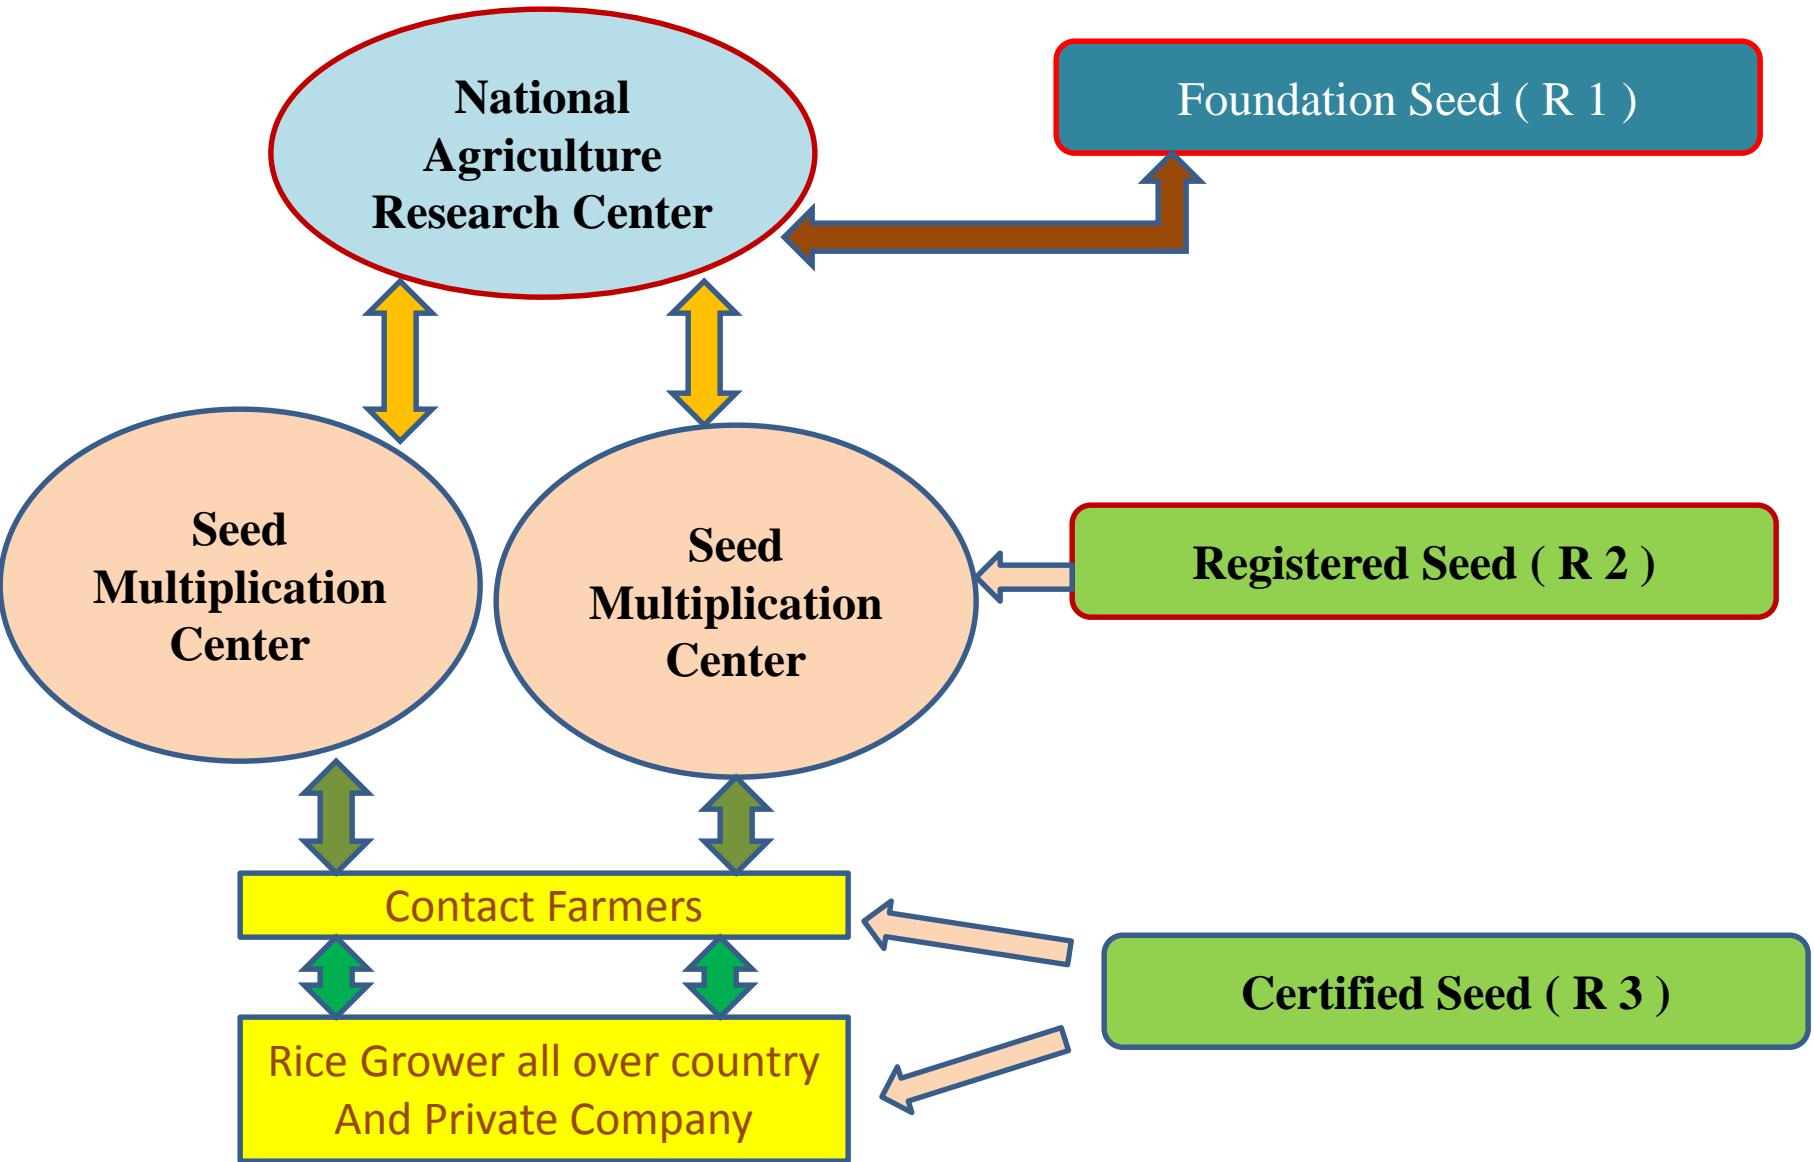 National
Agriculture
Research Center
Foundation Seed ( R 1 )
Seed
Multiplication
Center
Seed
Multiplication
Center
Registered Seed ( R 2 )
Contact Farmers
Certified Seed ( R 3 )
Rice Grower all over country
And Private Company